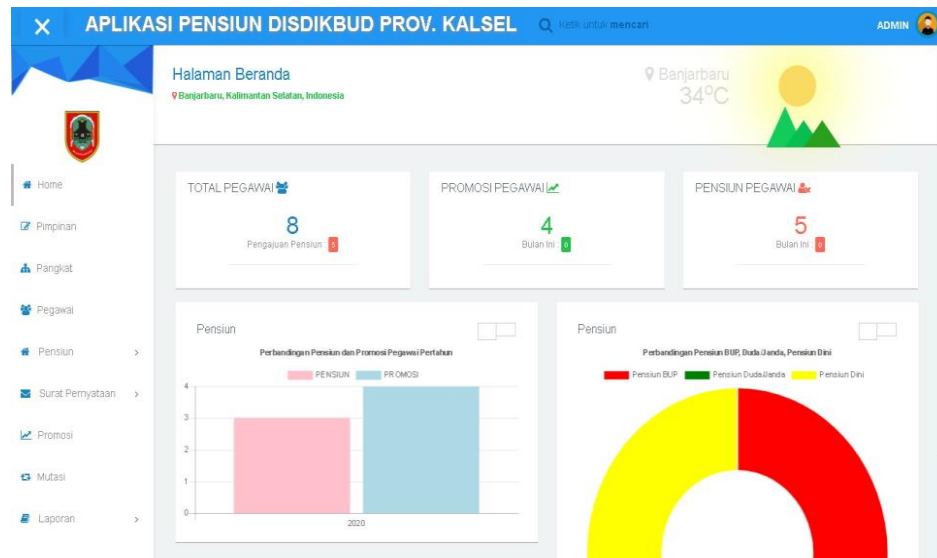 APLIKASI PENSIUN DISDIKBUD PROV. KALSEL
Ketik untuk mencari
ADMIN
Halaman Beranda
Banjarbaru, Kalimantan Selatan, Indonesia
Banjarbaru
34°C
Home
Pimpinan
Pangkat
Pegawai
Pensiun
Surat Pernyataan
Promosi
Mutasi
Laporan
TOTAL PEGAWAI
8
Pengajuan Pensiun : 5
PROMOSI PEGAWAI
4
Bulan Ini : 0
PENSIUN PEGAWAI
5
Bulan Ini : 0
Pensiun
Perbandingan Pensiun dan Promosi Pegawai Pertahun
PENSIUN PROMOSI
4
3
2
1
0
2020
Pensiun
Perbandingan Pensiun BUP, Duda/Janda, Pensiun Dini
Pensiun BUP Pensiun Duda/Janda Pensiun Dini